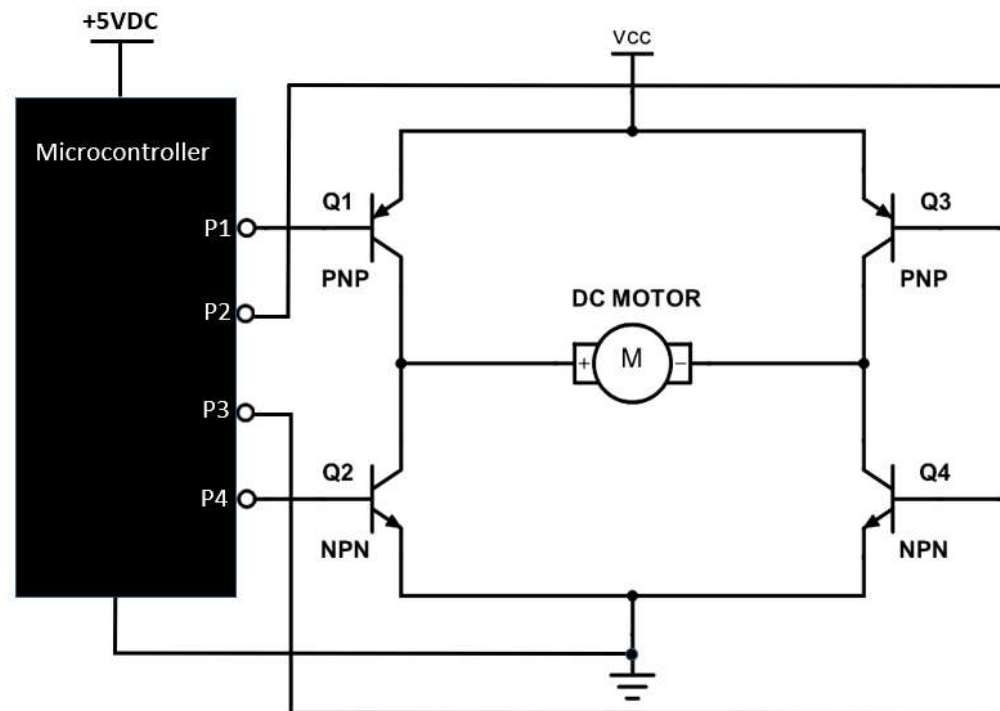 +5VDC
Vcc
Microcontroller
P1
Q1
PNP
Q3
PNP
P2
DC MOTOR
+ M −
P3
P4
Q2
NPN
Q4
NPN